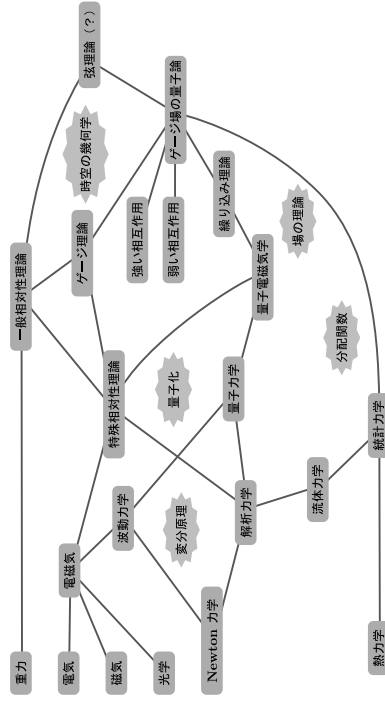 弦理論（？）
ゲージ場の量子論
時空の幾何学
繰り込み理論
場の理論
強い相互作用
弱い相互作用
ゲージ理論
一般相対性理論
量子電磁気学
分配関数
特殊相対性理論
量子化
量子力学
統計力学
流体力学
波動力学
変分原理
解析力学
電磁気
Newton 力学
重力
電気
磁気
光学
熱力学